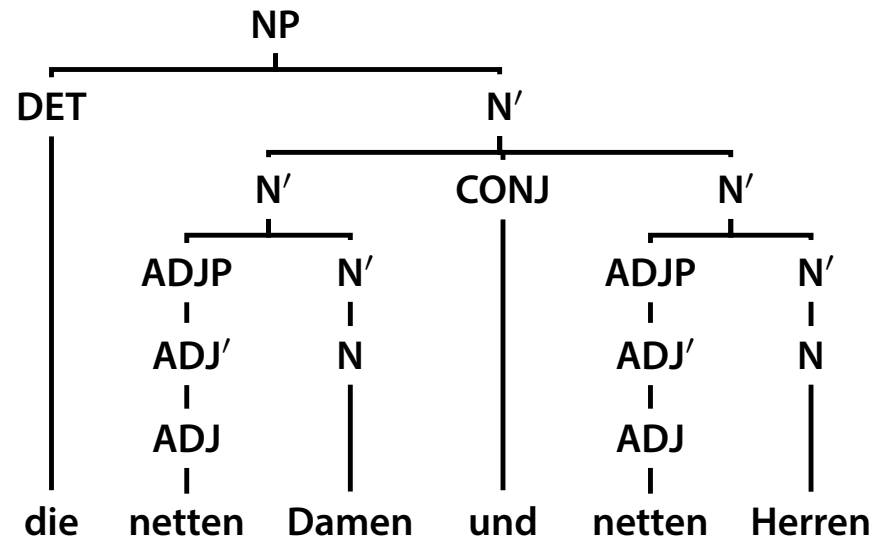 NP
DET N′
N′ CONJ N′
ADJP N′ ADJP N′
ADJ′ N ADJ′ N
ADJ ADJ
die netten Damen und netten Herren